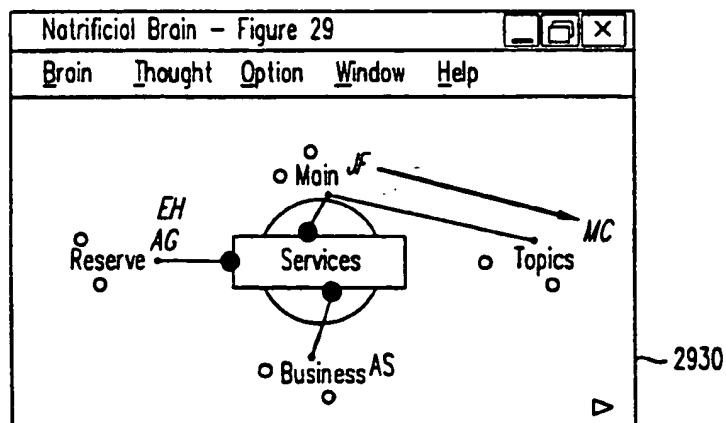 Natrificial Brain – Figure 29
Brain Thought Option Window Help
Main JF
EH
AG
MC
Reserve
Services
Topics
Business AS
2930